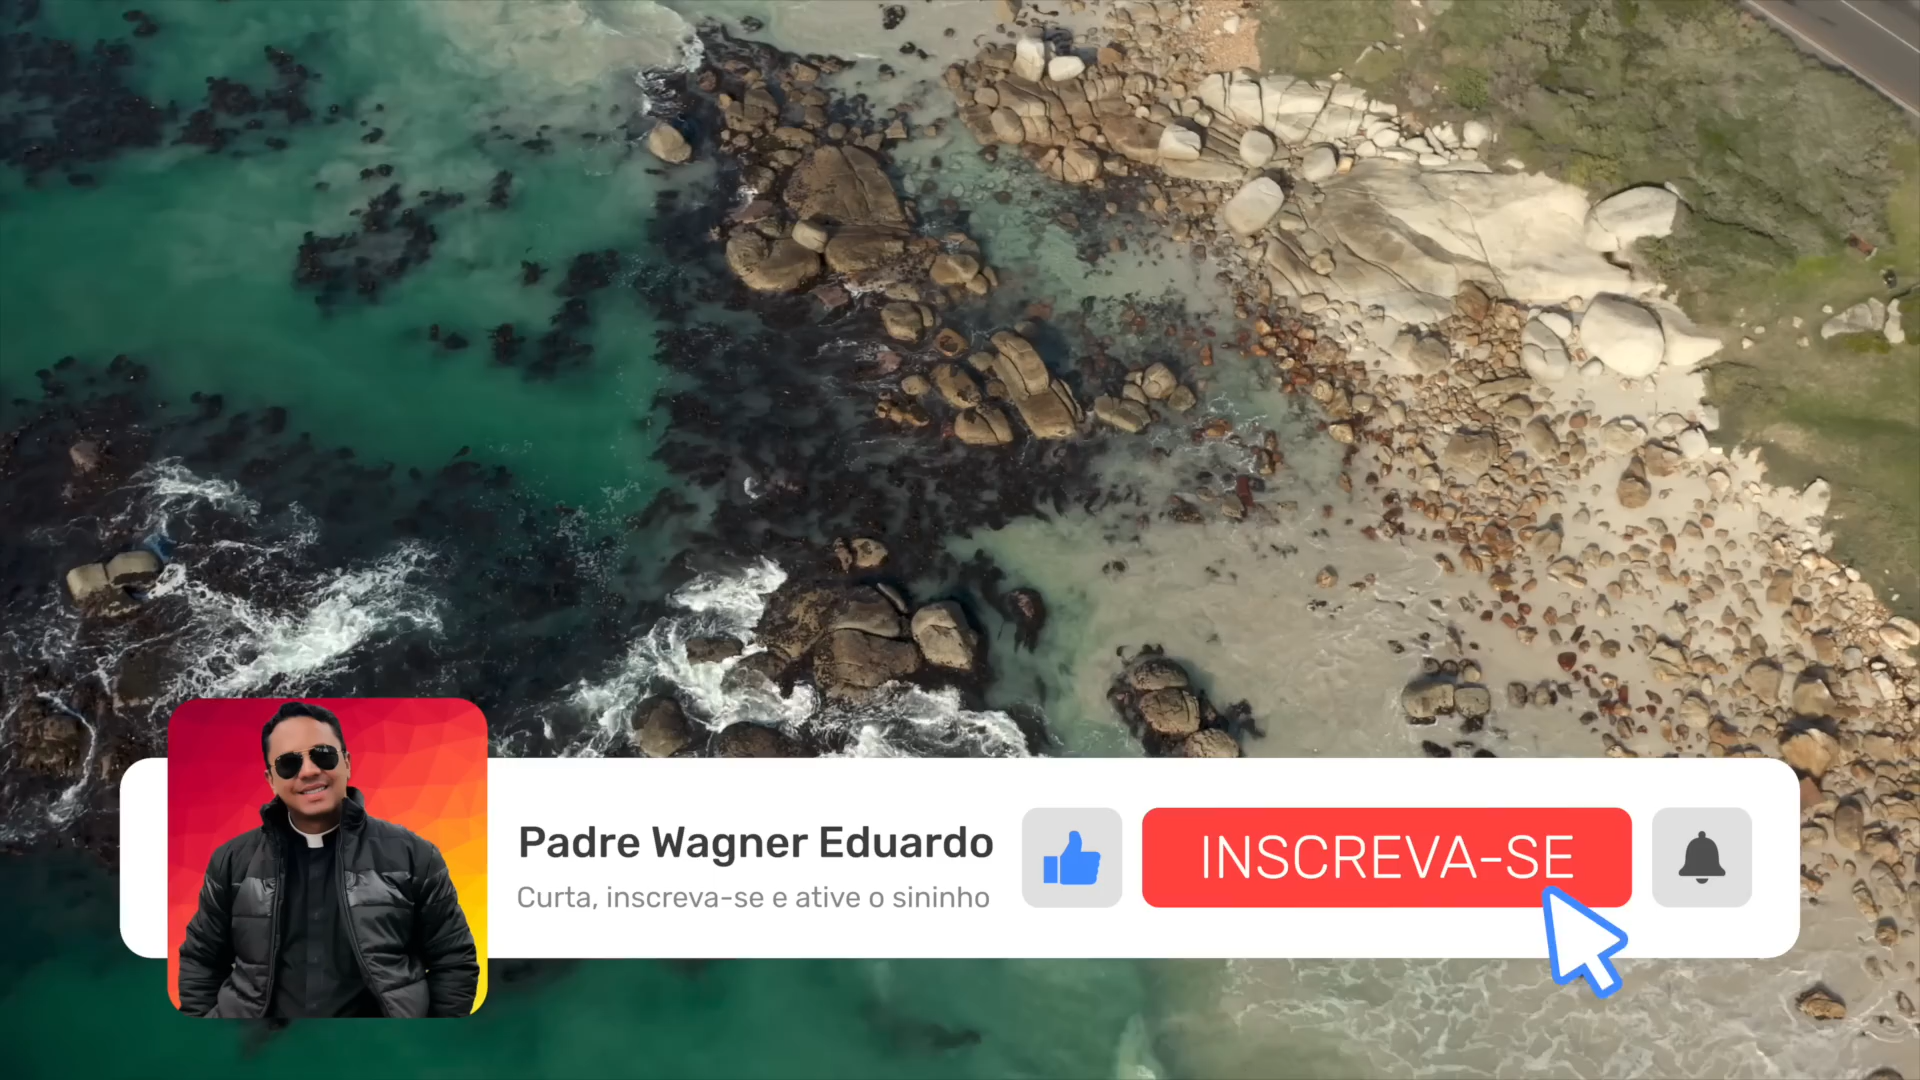 Padre Wagner Eduardo
Curta, inscreva-se e ative o sininho
INSCREVA-SE